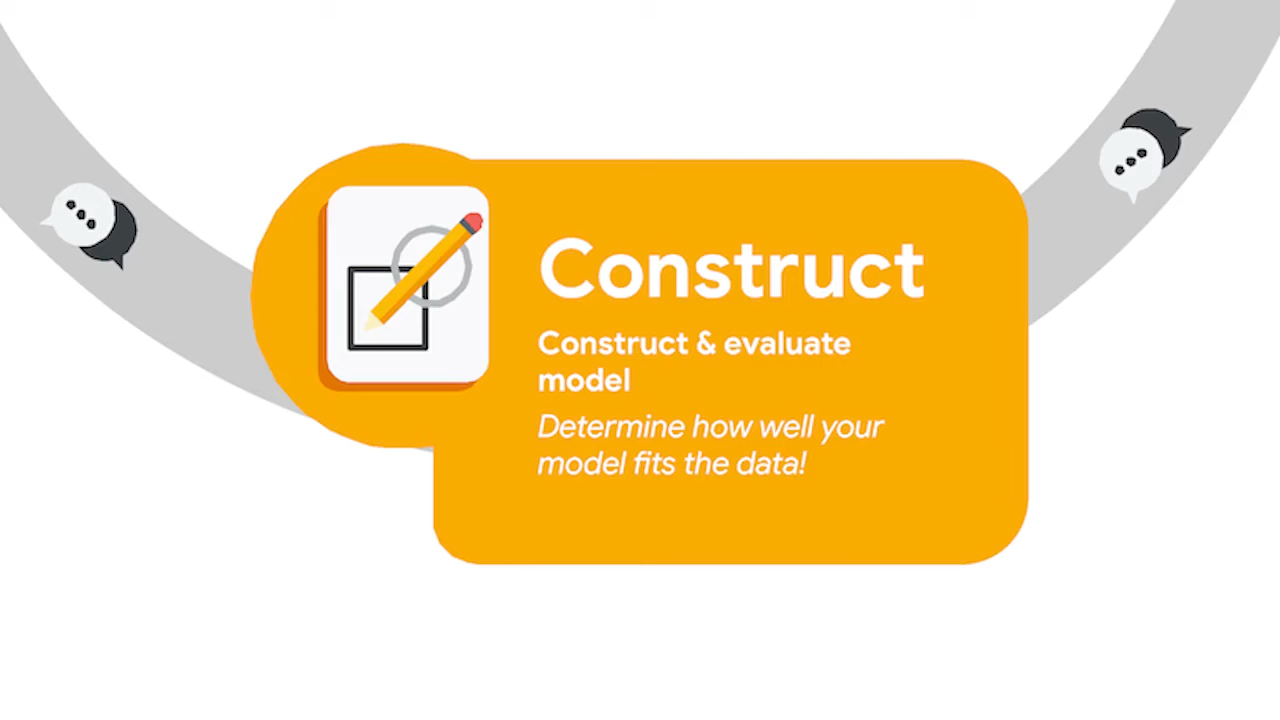 Construct
Construct & evaluate
model
Determine how well your
model fits the data!